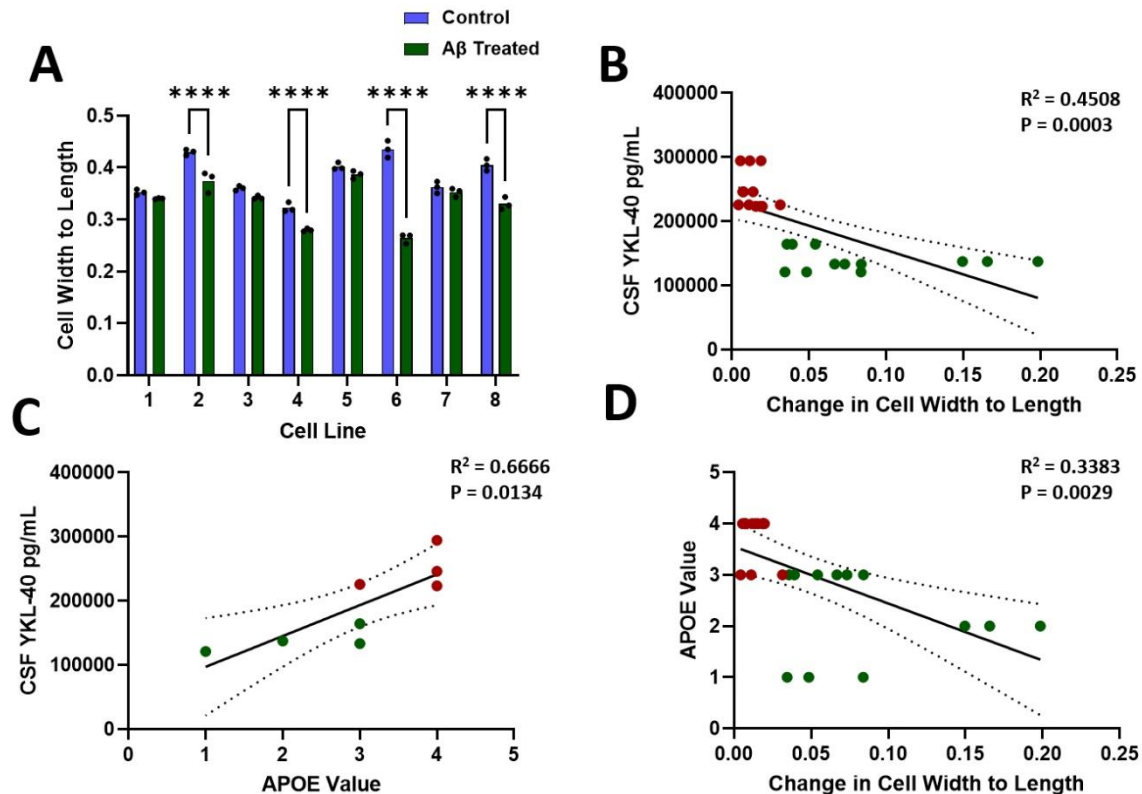 Control
Aβ Treated
A
**** **** **** ****
Cell Width to Length
0.5
0.4
0.3
0.2
0.1
0.0
1 2 3 4 5 6 7 8
Cell Line
B
R² = 0.4508
P = 0.0003
CSF YKL-40 pg/mL
400000
300000
200000
100000
0
0.00 0.05 0.10 0.15 0.20 0.25
Change in Cell Width to Length
C
R² = 0.6666
P = 0.0134
CSF YKL-40 pg/mL
400000
300000
200000
100000
0
0 1 2 3 4 5
APOE Value
D
R² = 0.3383
P = 0.0029
APOE Value
5
4
3
2
1
0
0.00 0.05 0.10 0.15 0.20 0.25
Change in Cell Width to Length